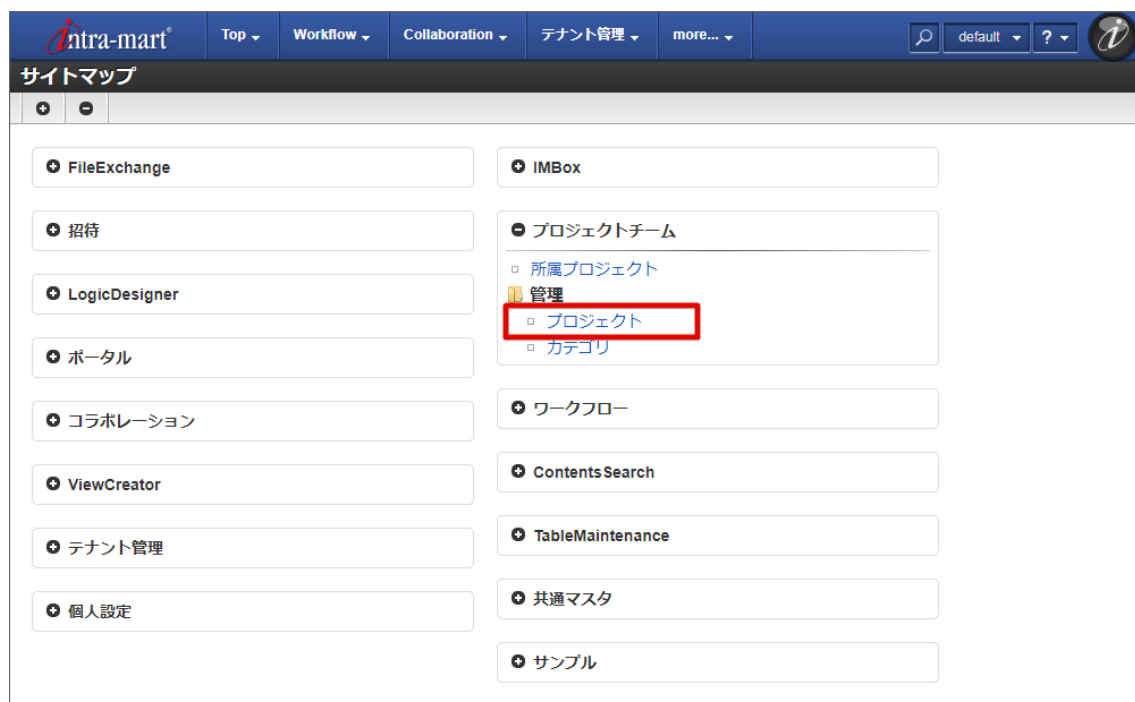 intra-mart®
Top
Workflow
Collaboration
テナント管理
more...
default
?
サイトマップ
FileExchange
招待
LogicDesigner
ポータル
コラボレーション
ViewCreator
テナント管理
個人設定
IMBox
プロジェクトチーム
所属プロジェクト
管理
プロジェクト
カテゴリ
ワークフロー
ContentsSearch
TableMaintenance
共通マスタ
サンプル